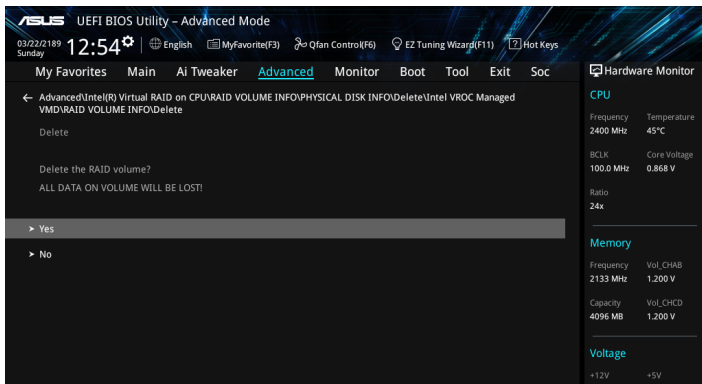 ASUS UEFI BIOS Utility – Advanced Mode
03/22/2189 Sunday 12:54 English MyFavorite(F3) Qfan Control(F6) EZ Tuning Wizard(F11) ? Hot Keys
My Favorites Main Ai Tweaker Advanced Monitor Boot Tool Exit Soc
← Advanced\Intel(R) Virtual RAID on CPU\RAID VOLUME INFO\PHYSICAL DISK INFO\Delete\Intel VROC Managed
VMD\RAID VOLUME INFO\Delete
Delete
Delete the RAID volume?
ALL DATA ON VOLUME WILL BE LOST!
> Yes
> No
Hardware Monitor
CPU
Frequency Temperature
2400 MHz 45°C
BCLK Core Voltage
100.0 MHz 0.868 V
Ratio
24x
Memory
Frequency Vol_CHAB
2133 MHz 1.200 V
Capacity Vol_CHCD
4096 MB 1.200 V
Voltage
+12V +5V